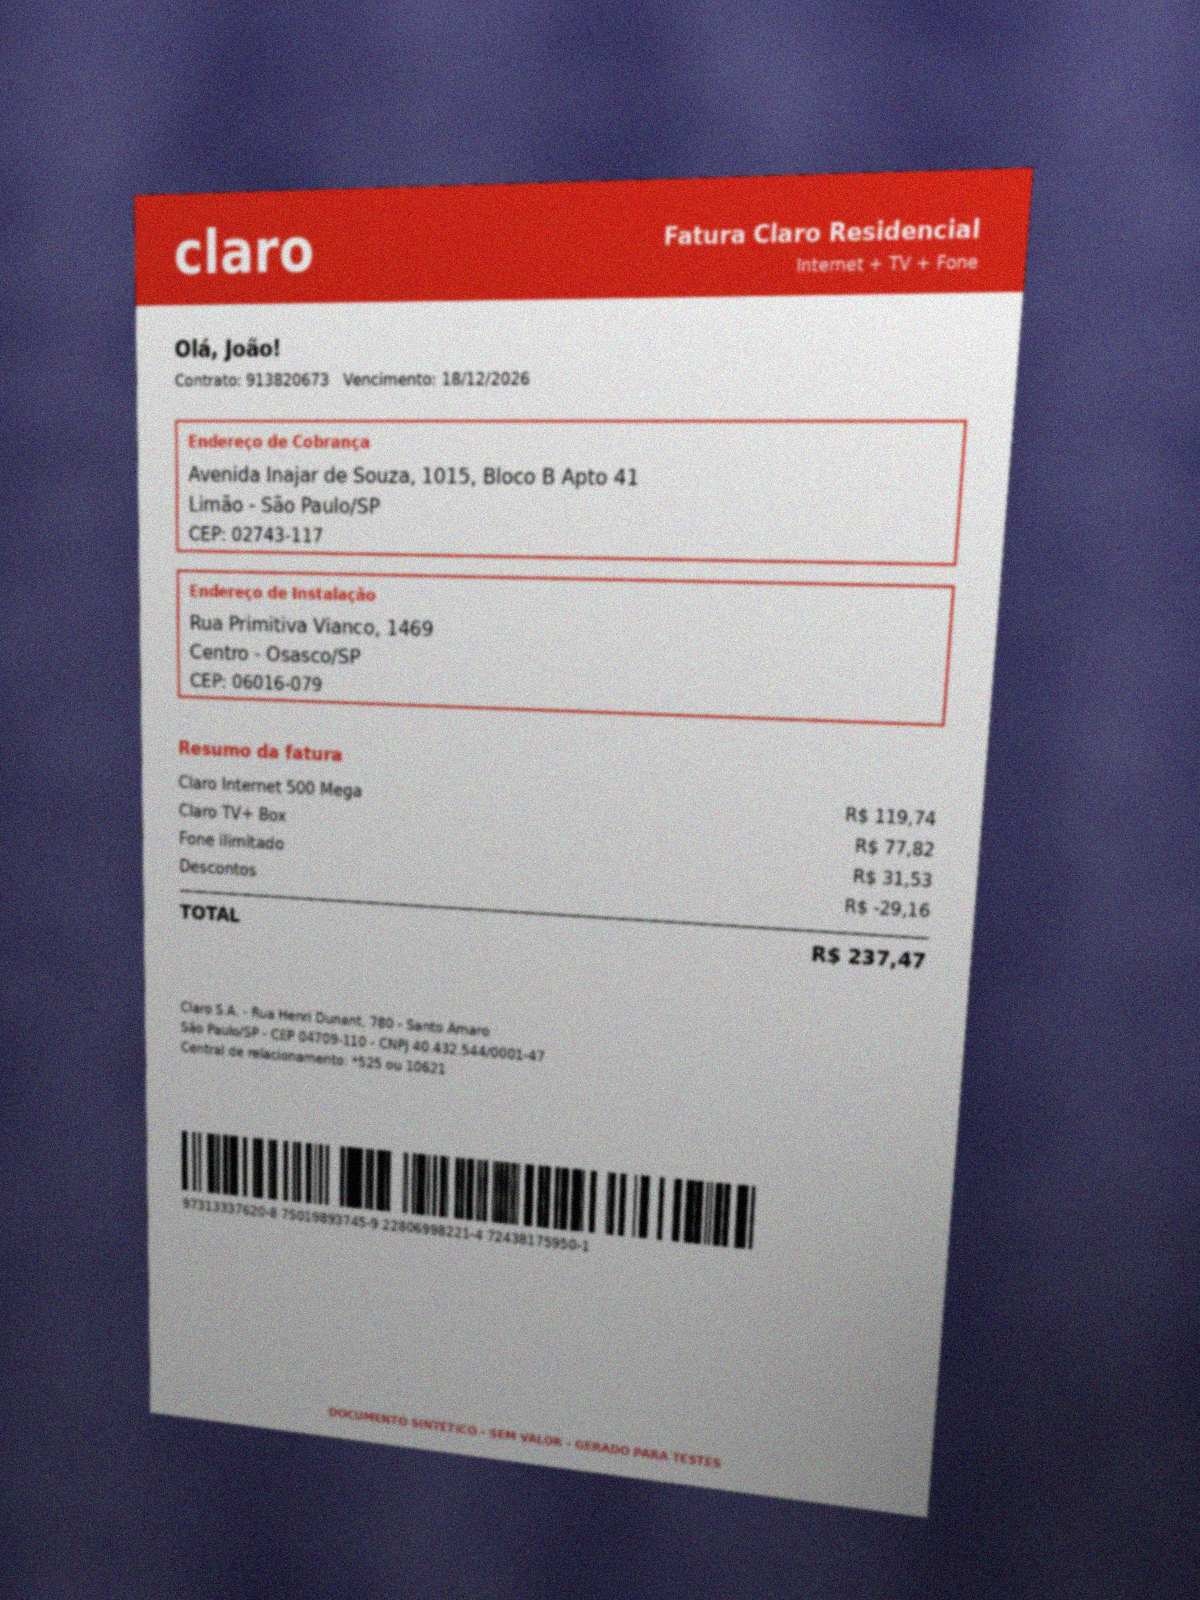 claro
Fatura Claro Residencial
Internet + TV + Fone
Olá, João!
Contrato: 913820673 Vencimento: 18/12/2026
Endereço de Cobrança
Avenida Inajar de Souza, 1015, Bloco B Apto 41
Limão - São Paulo/SP
CEP: 02743-117
Endereço de Instalação
Rua Primitiva Vianco, 1469
Centro - Osasco/SP
CEP: 06016-079
Resumo da fatura
Claro Internet 500 Mega R$ 119,74
Claro TV+ Box R$ 77,82
Fone ilimitado R$ 31,53
Descontos R$ -29,16
TOTAL R$ 237,47
Claro S.A. - Rua Henri Dunant, 780 - Santo Amaro
São Paulo/SP - CEP 04709-110 - CNPJ 40.432.544/0001-47
Central de relacionamento: *525 ou 10621
97313337620-8 75019893745-9 22806998221-4 72438175950-1
DOCUMENTO SINTÉTICO - SEM VALOR - GERADO PARA TESTES